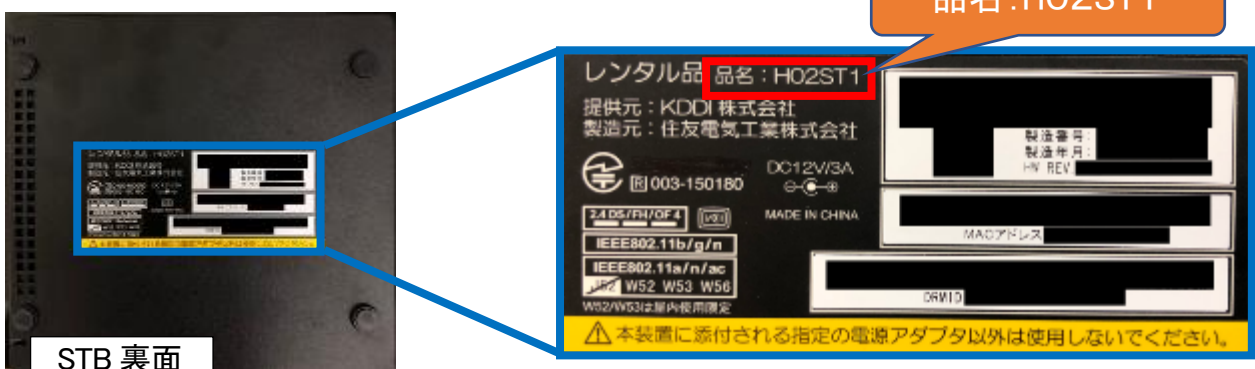 品名:H02ST1
レンタル品 品名:H02ST1
提供元:KDDI 株式会社
製造元:住友電気工業株式会社
R 003-150180
DC12V/3A
2.4 DS/FH/OF 4
MADE IN CHINA
IEEE802.11b/g/n
IEEE802.11a/n/ac
J52 W52 W53 W56
W52/W53は屋内使用限定
製造番号:
製造年月:
HW REV.
MACアドレス
DRMID
⚠本装置に添付される指定の電源アダプタ以外は使用しないでください。
STB 裏面